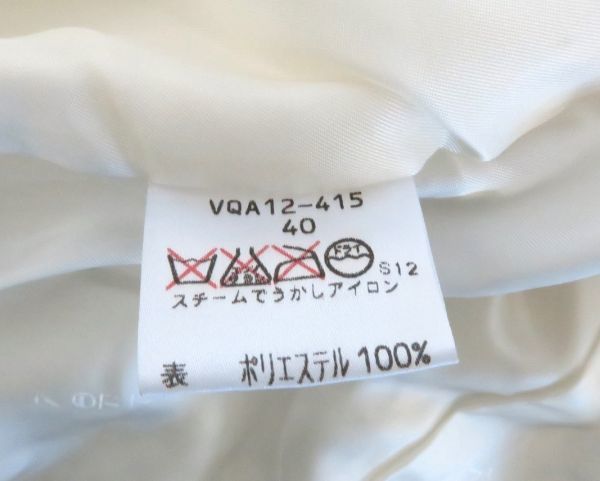 VQA12-415
40
ドライ S12
スチームでうかしアイロン
表 ポリエステル 100%